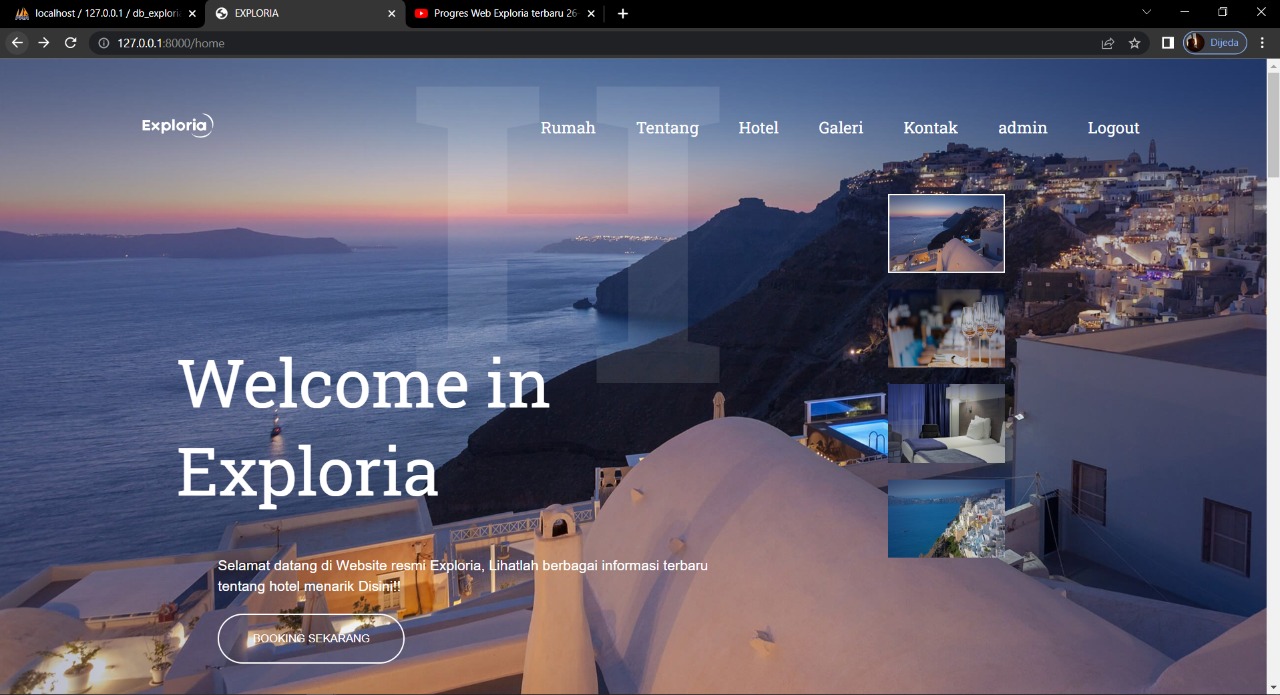 localhost / 127.0.0.1 / db_explori
EXPLORIA
Progres Web Exploria terbaru 26
127.0.0.1:8000/home
Dijeda
Exploria
Rumah Tentang Hotel Galeri Kontak admin Logout
H
Welcome in
Exploria
Selamat datang di Website resmi Exploria, Lihatlah berbagai informasi terbaru
tentang hotel menarik Disini!!
BOOKING SEKARANG